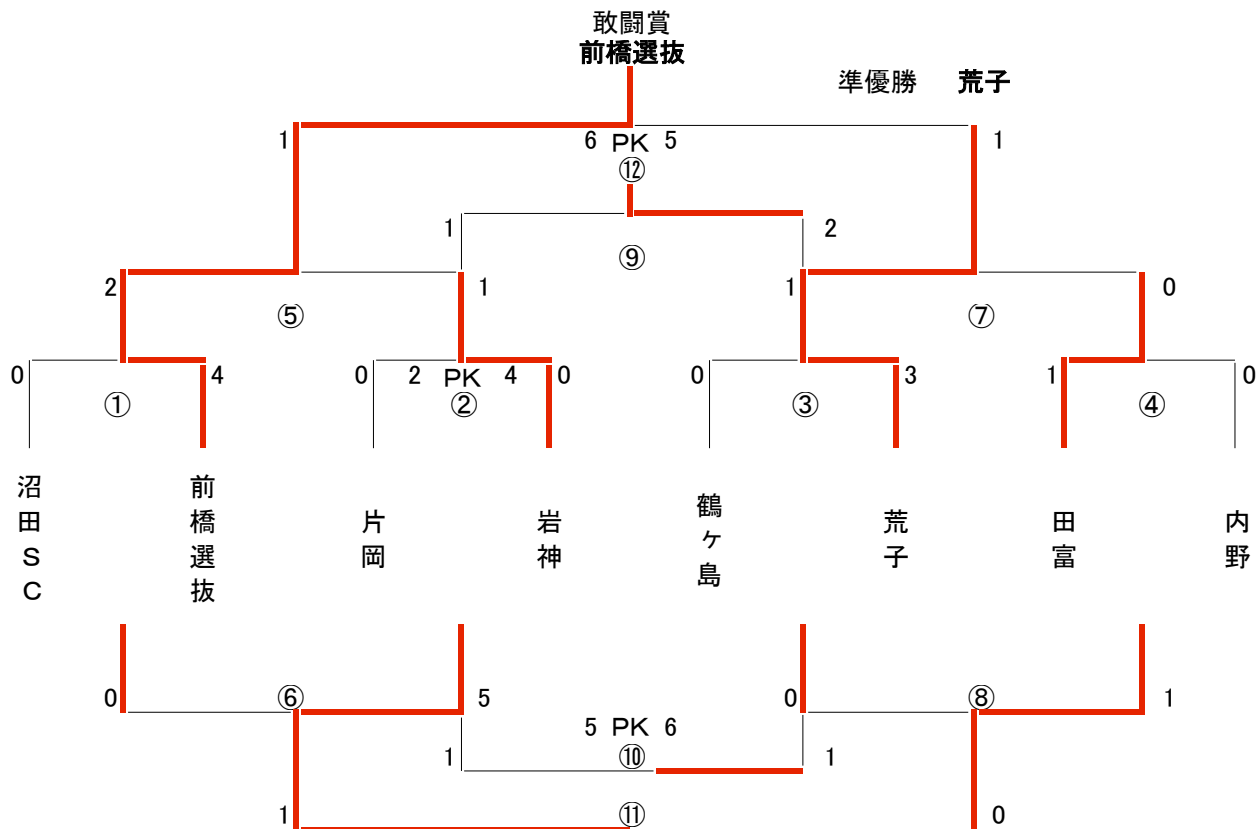 敢闘賞
前橋選抜
準優勝 荒子
1 6 PK 5 1
⑫
1 2
⑨
2 1 1 0
⑤ ⑦
0 4 0 2 PK 4 0 0 3 1 0
① ② ③ ④
沼田SC
前橋選抜
片岡
岩神
鶴ヶ島
荒子
田富
内野
0 ⑥ 5 0 ⑧ 1
5 PK 6
1 ⑩ 1
1 ⑪ 0